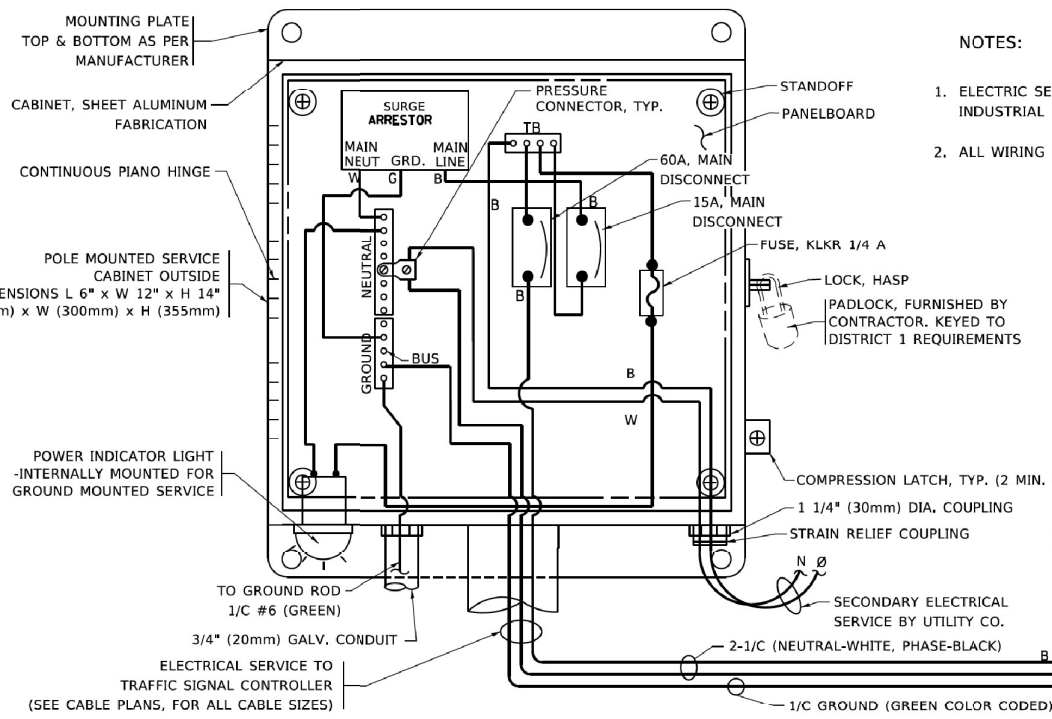 MOUNTING PLATE
TOP & BOTTOM AS PER
MANUFACTURER
CABINET, SHEET ALUMINUM
FABRICATION
CONTINUOUS PIANO HINGE
POLE MOUNTED SERVICE
CABINET OUTSIDE
ENSIONS L 6" x W 12" x H 14"
m) x W (300mm) x H (355mm)
POWER INDICATOR LIGHT
-INTERNALLY MOUNTED FOR
GROUND MOUNTED SERVICE
TO GROUND ROD
1/C #6 (GREEN)
3/4" (20mm) GALV. CONDUIT
ELECTRICAL SERVICE TO
TRAFFIC SIGNAL CONTROLLER
(SEE CABLE PLANS, FOR ALL CABLE SIZES)
SURGE
ARRESTOR
MAIN
NEUT
GRD.
MAIN
LINE
W
G
B
NEUTRAL
GROUND
BUS
PRESSURE
CONNECTOR, TYP.
TB
B
B
B
B
W
60A, MAIN
DISCONNECT
15A, MAIN
DISCONNECT
FUSE, KLKR 1/4 A
STANDOFF
PANELBOARD
LOCK, HASP
PADLOCK, FURNISHED BY
CONTRACTOR. KEYED TO
DISTRICT 1 REQUIREMENTS
COMPRESSION LATCH, TYP. (2 MIN.
1 1/4" (30mm) DIA. COUPLING
STRAIN RELIEF COUPLING
N Ø
SECONDARY ELECTRICAL
SERVICE BY UTILITY CO.
2-1/C (NEUTRAL-WHITE, PHASE-BLACK)
B
1/C GROUND (GREEN COLOR CODED)
NOTES:
1. ELECTRIC SE
INDUSTRIAL
2. ALL WIRING